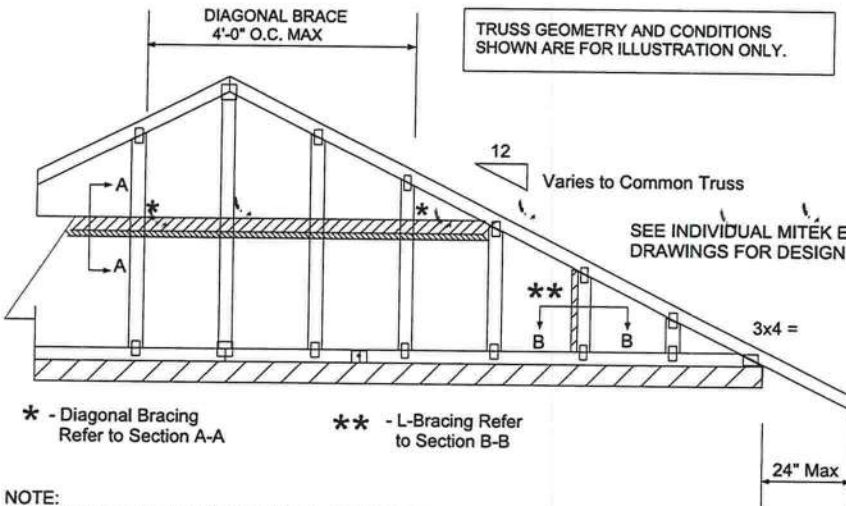 DIAGONAL BRACE
4'-0" O.C. MAX
TRUSS GEOMETRY AND CONDITIONS
SHOWN ARE FOR ILLUSTRATION ONLY.
12
Varies to Common Truss
A
*
*
SEE INDIVIDUAL MITEK E
DRAWINGS FOR DESIGN
A
**
3x4 =
B B
* - Diagonal Bracing
Refer to Section A-A
** - L-Bracing Refer
to Section B-B
24" Max
NOTE: